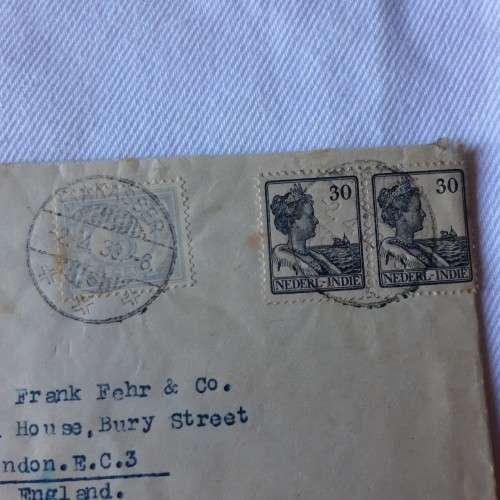 30
NEDERL-INDIE
30
NEDERL-INDIE
Frank Fehr & Co.
House, Bury Street
ndon. E.C.3
England.